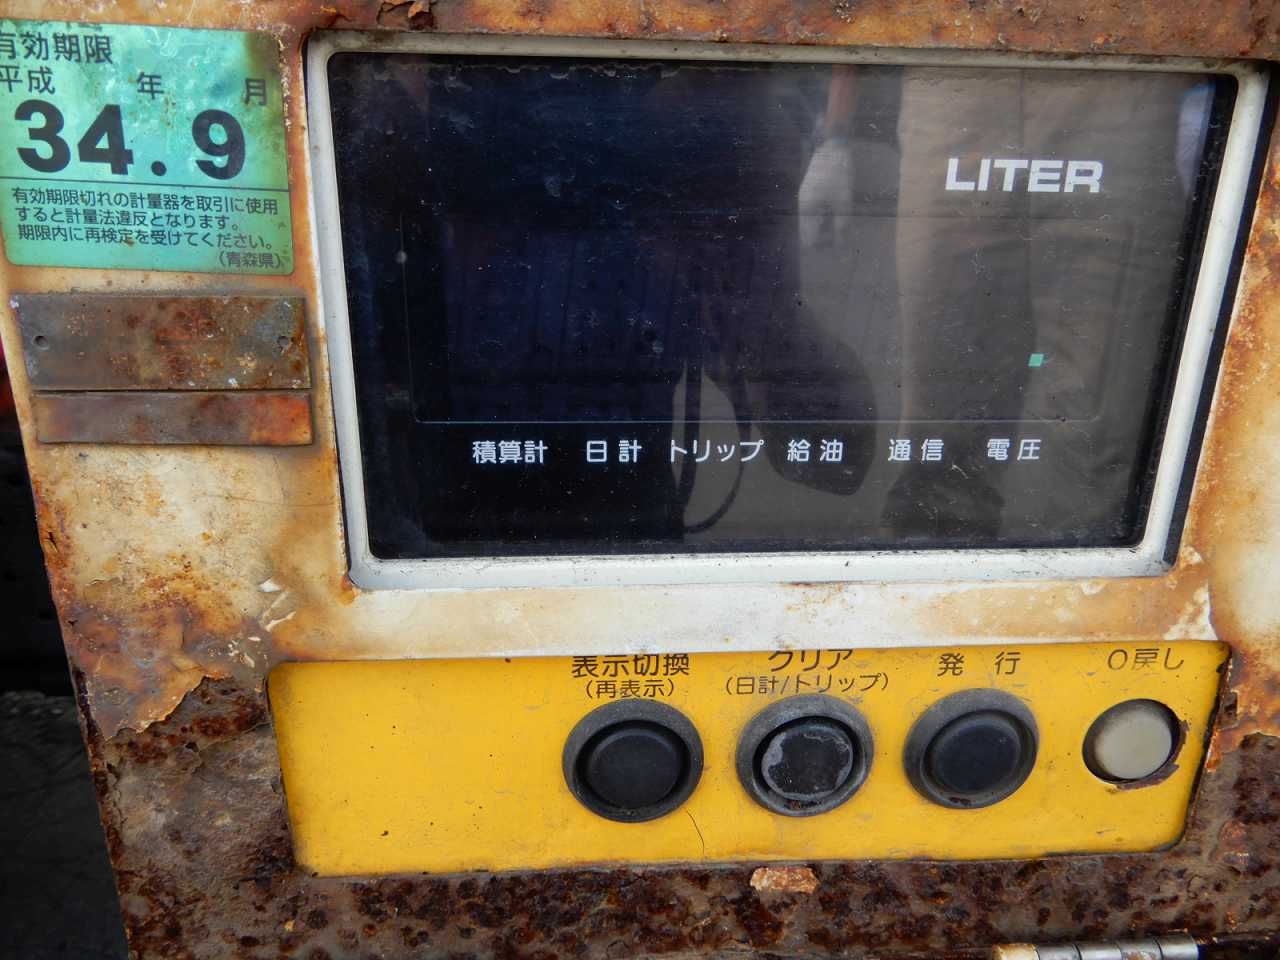 有効期限
平成 年 月
34.9
有効期限切れの計量器を取引に使用
すると計量法違反となります。
期限内に再検定を受けてください。
(青森県)
LITER
積算計 日計 トリップ 給油 通信 電圧
表示切換 クリア 発行 0戻し
(再表示) (日計/トリップ)